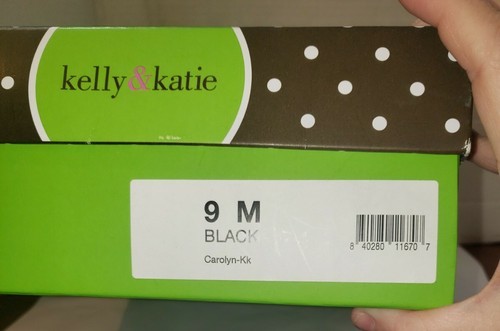 kelly&katie
9 M
BLACK
Carolyn-Kk
8 40280 11670 7